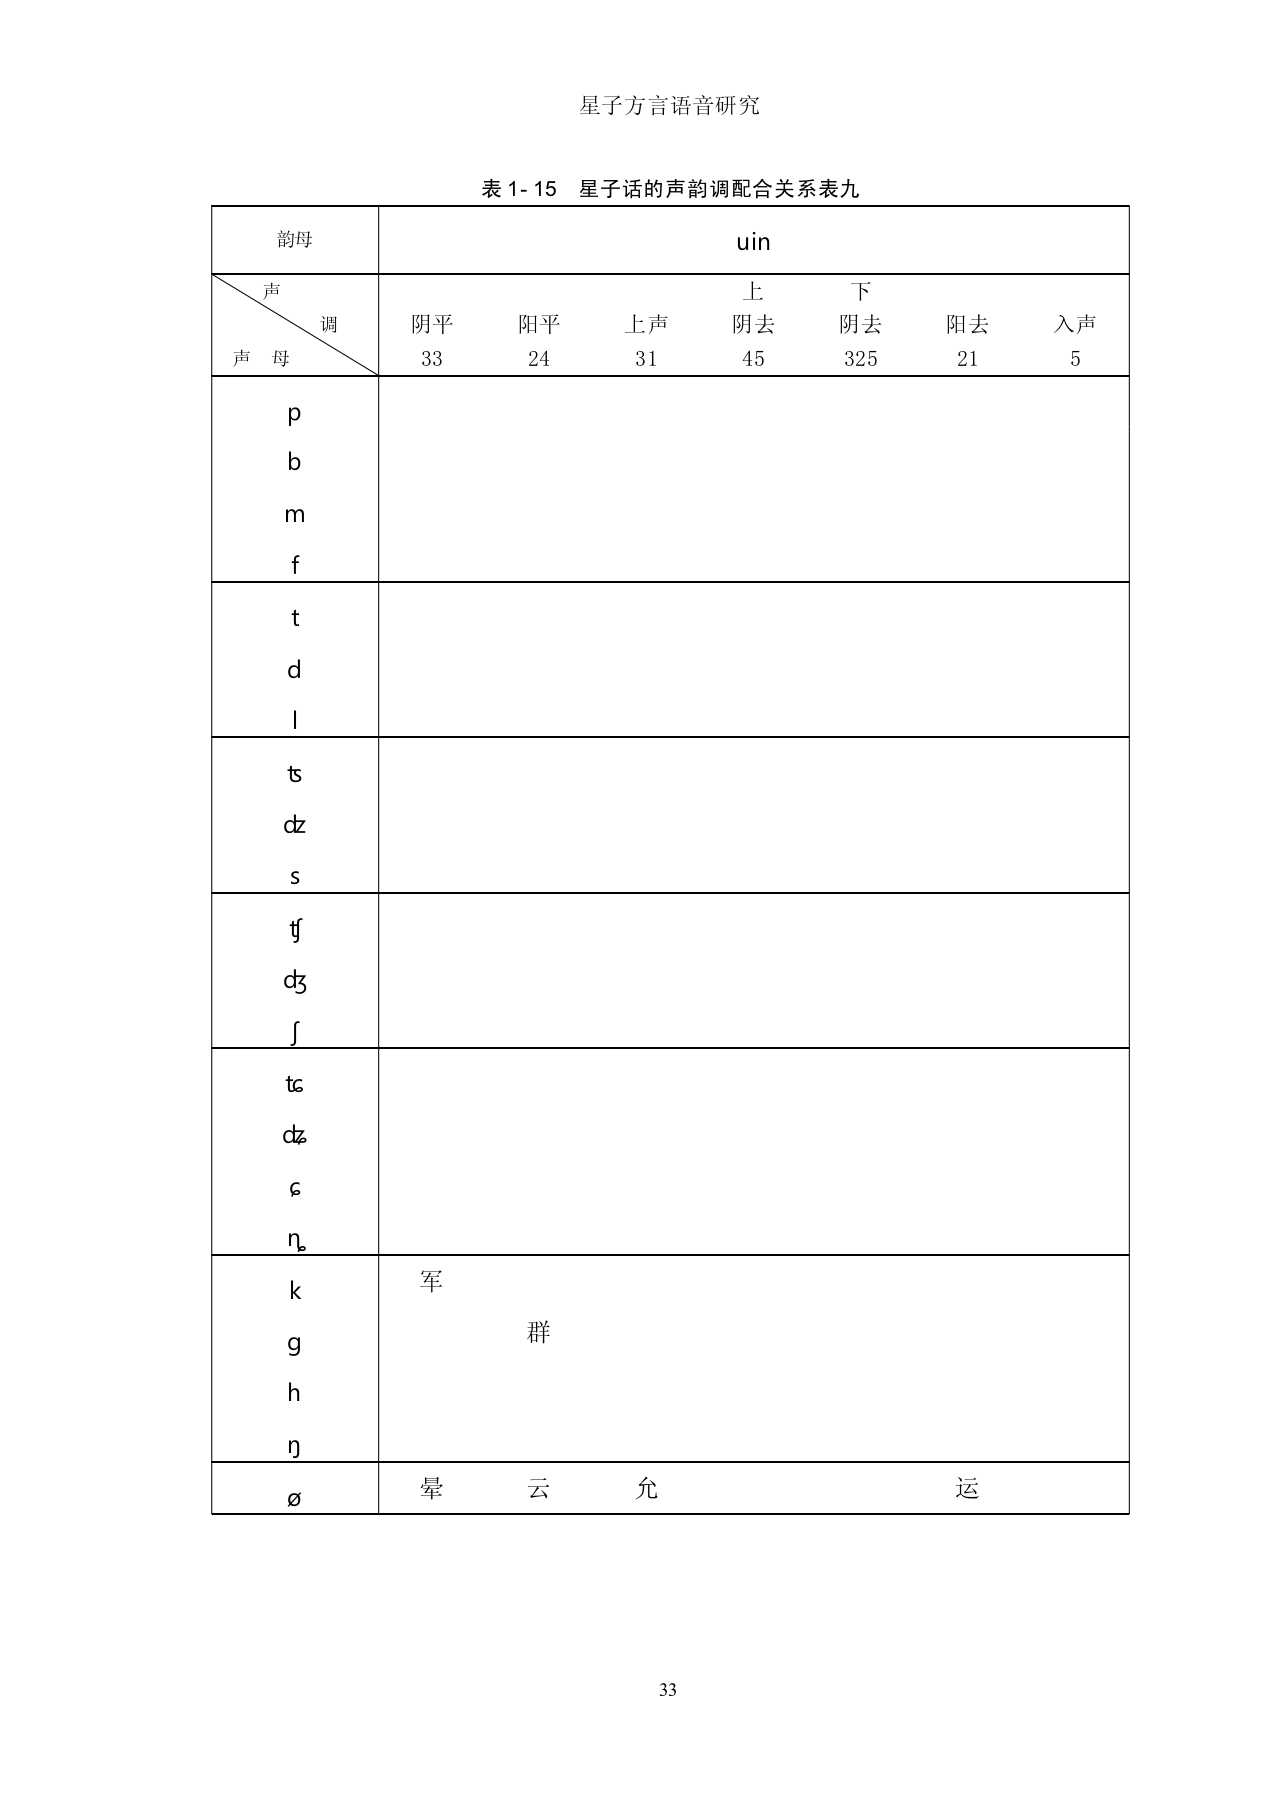 星子方言语音研究
表 1- 15 星子话的声韵调配合关系表九
韵母 uin
声 上 下
调 阴平 阳平 上声 阴去 阴去 阳去 入声
声 母 33 24 31 45 325 21 5
p
b
m
f
t
d
l
ʦ
ʣ
s
ʧ
ʤ
ʃ
ʨ
ʥ
ɕ
ȵ
k 军
g 群
h
ŋ
ø 晕 云 允 运
33